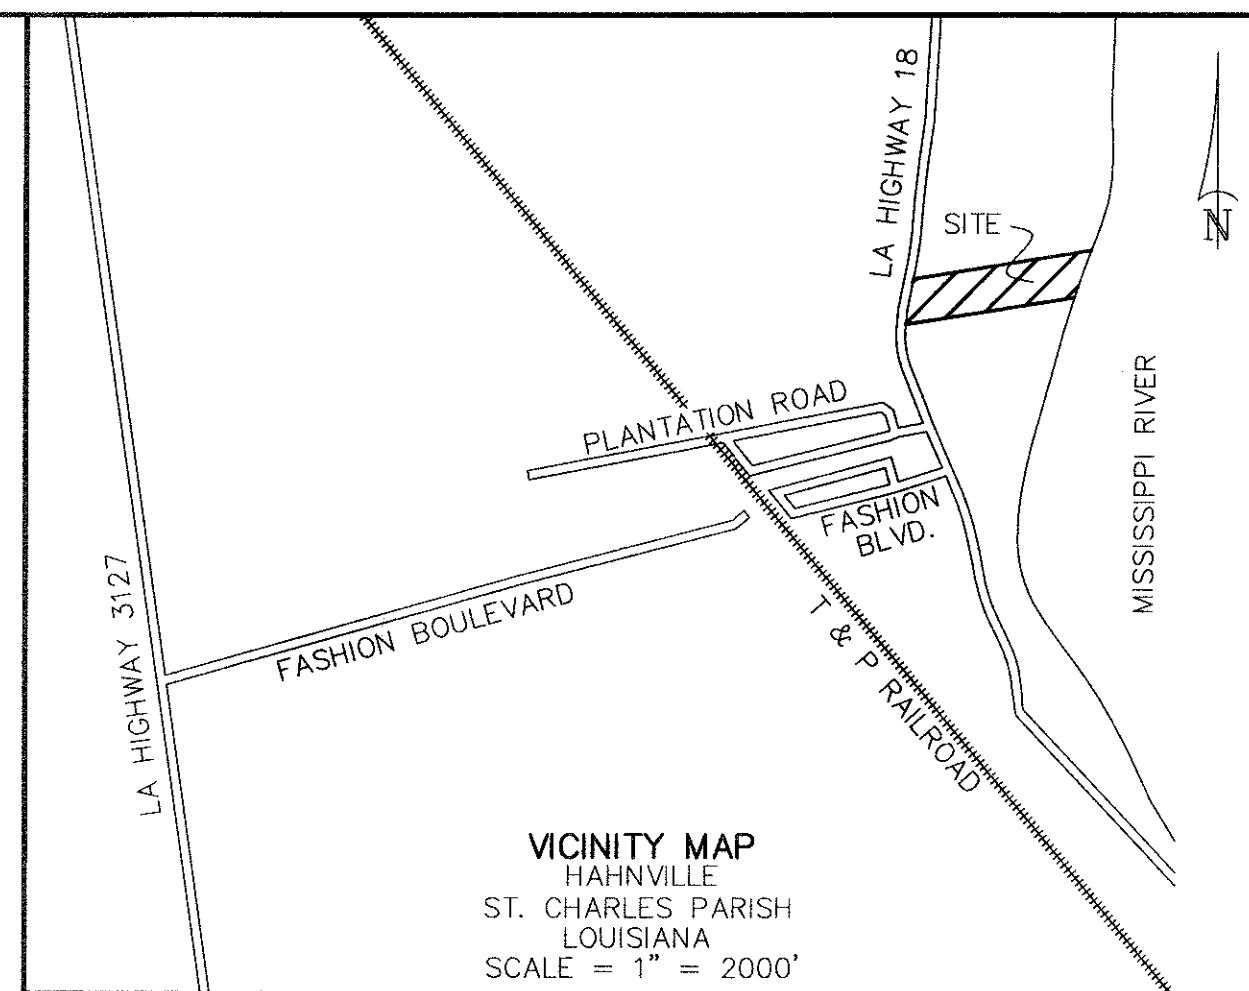 LA HIGHWAY 18
SITE
N
MISSISSIPPI RIVER
PLANTATION ROAD
FASHION
BLVD.
LA HIGHWAY 3127
FASHION BOULEVARD
T & P RAILROAD
VICINITY MAP
HAHNVILLE
ST. CHARLES PARISH
LOUISIANA
SCALE = 1" = 2000'